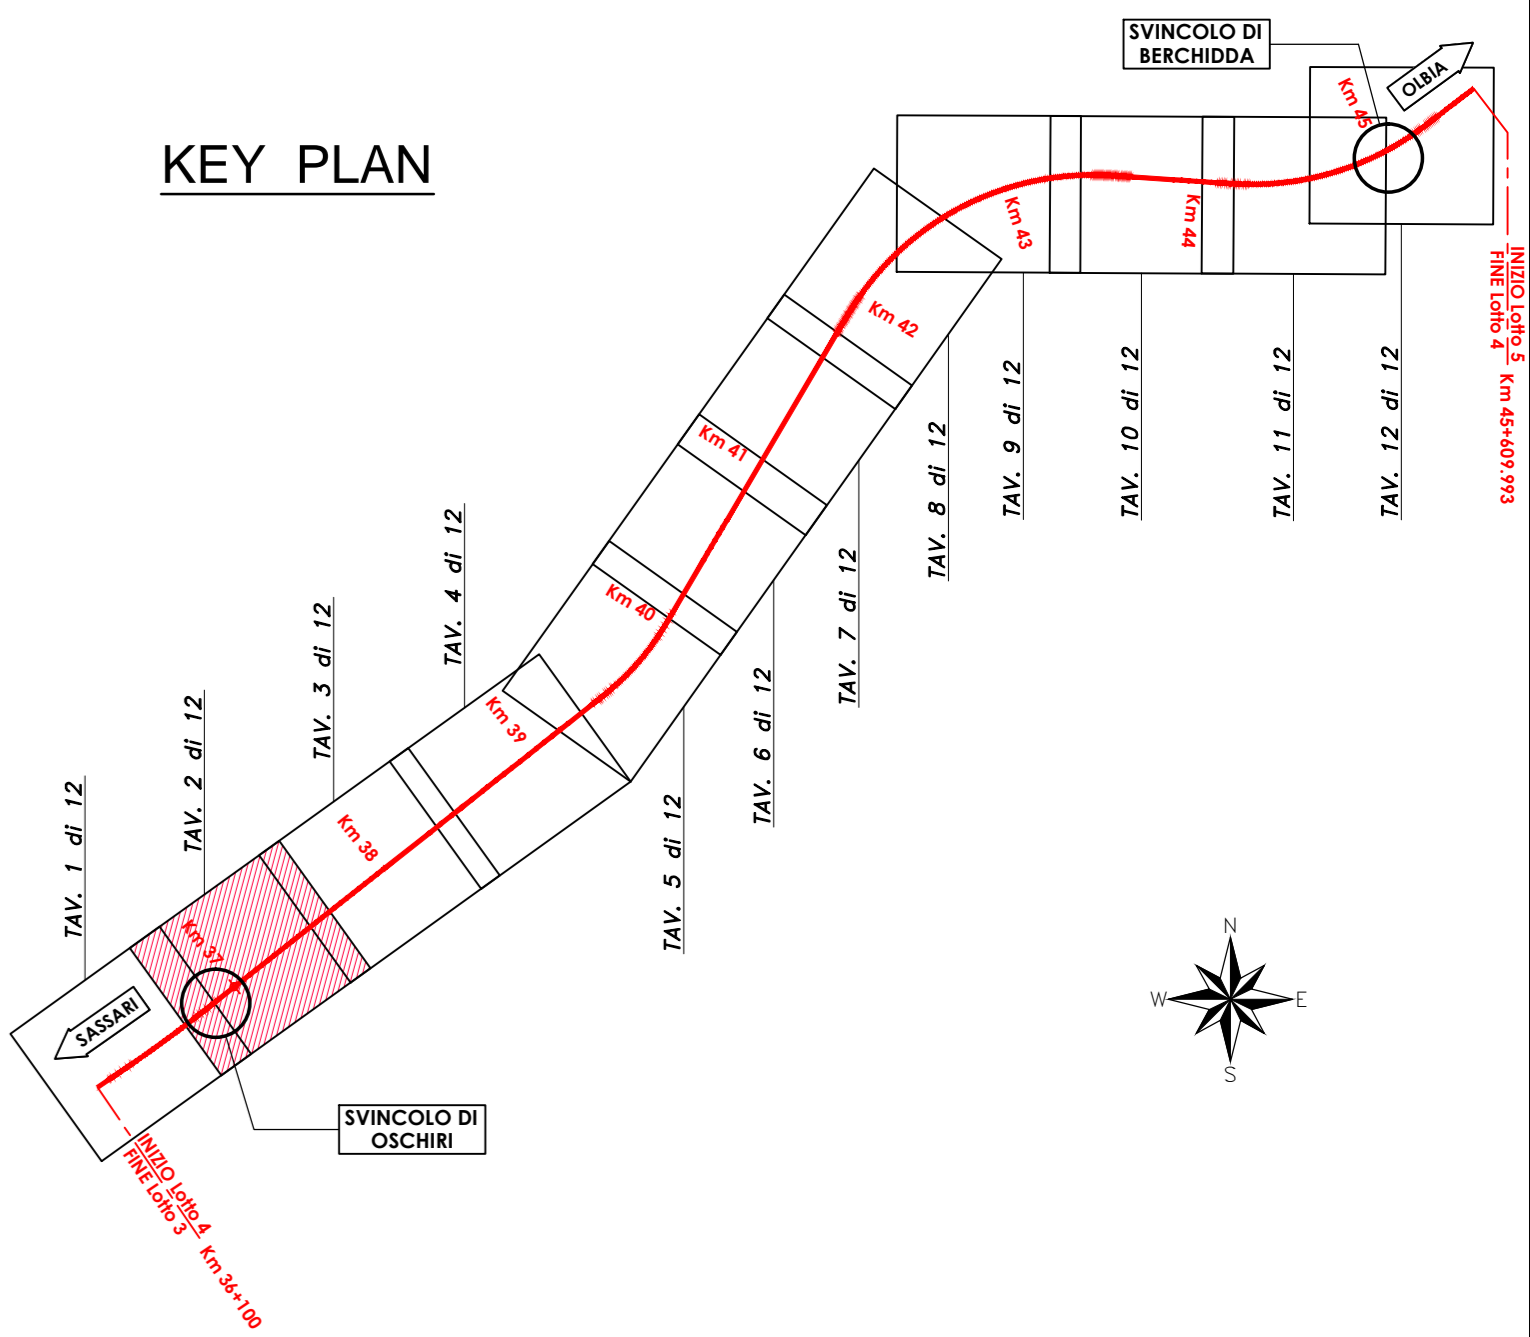 KEY PLAN
SVINCOLO DI
BERCHIDDA
OLBIA
Km 45
Km 44
Km 43
Km 42
Km 41
Km 40
Km 39
Km 38
Km 37
INIZIO Lotto 5
FINE Lotto 4
Km 45+609.993
TAV. 1 di 12
TAV. 2 di 12
TAV. 3 di 12
TAV. 4 di 12
TAV. 5 di 12
TAV. 6 di 12
TAV. 7 di 12
TAV. 8 di 12
TAV. 9 di 12
TAV. 10 di 12
TAV. 11 di 12
TAV. 12 di 12
SASSARI
SVINCOLO DI
OSCHIRI
INIZIO Lotto 4
FINE Lotto 3
Km 36+100
N
W
E
S